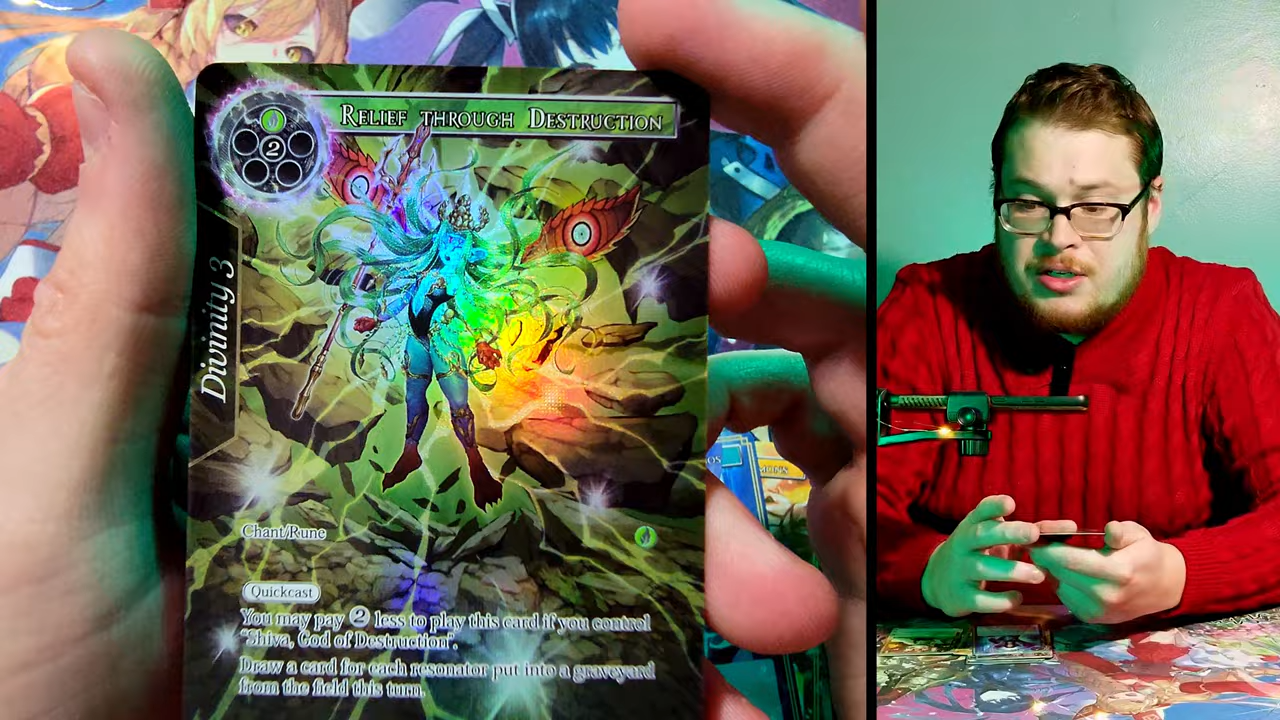 RELIEF THROUGH DESTRUCTION
2
Divinity 3
Chant/Rune
Quickcast
You may pay 2 less to play this card if you control
"Shiva, God of Destruction".
Draw a card for each resonator put into a graveyard
from the field this turn.